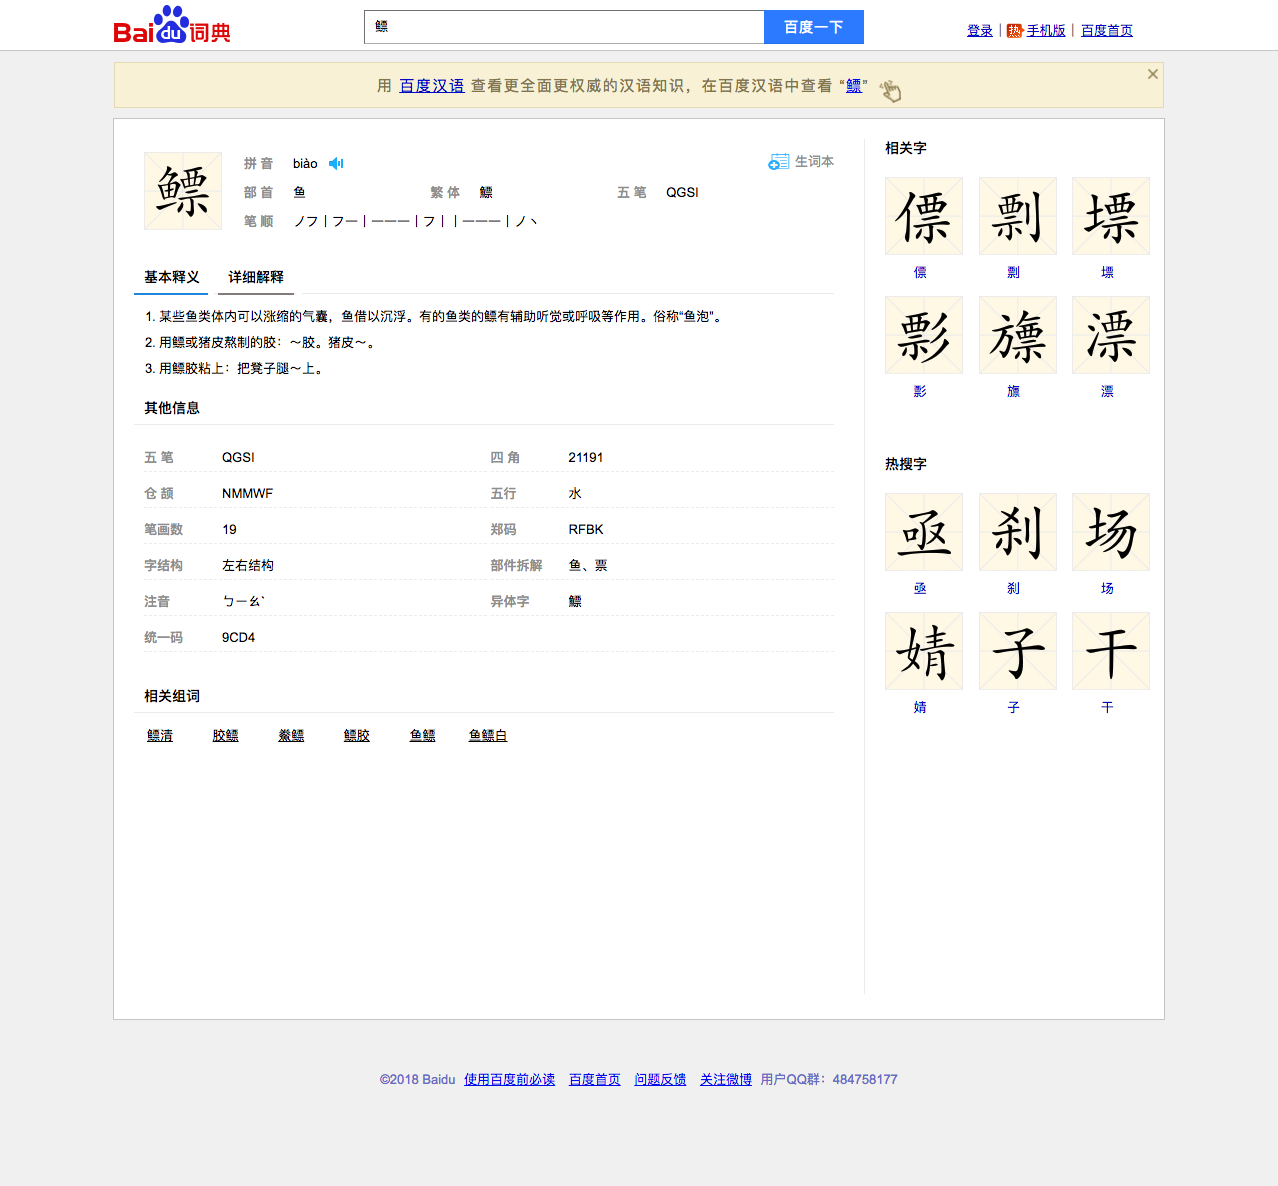 Bai du 词典
鳔
百度一下
登录 | 热 手机版 | 百度首页
用 百度汉语 查看更全面更权威的汉语知识，在百度汉语中查看 “鳔”
鳔
拼 音 biào
生词本
部 首 鱼 繁 体 鰾 五 笔 QGSI
笔 顺 ノフ丨フ一丨一一一丨フ丨丨一一一丨ノ丶
基本释义 详细解释
1. 某些鱼类体内可以涨缩的气囊，鱼借以沉浮。有的鱼类的鳔有辅助听觉或呼吸等作用。俗称“鱼泡”。
2. 用鳔或猪皮熬制的胶：～胶。猪皮～。
3. 用鳔胶粘上：把凳子腿～上。
其他信息
五 笔 QGSI 四 角 21191
仓 颉 NMMWF 五行 水
笔画数 19 郑码 RFBK
字结构 左右结构 部件拆解 鱼、票
注音 ㄅㄧㄠˋ 异体字 鰾
统一码 9CD4
相关组词
鳔清 胶鳔 鮝鳔 鳔胶 鱼鳔 鱼鳔白
相关字
僄 剽 墂
僄 剽 墂
彯 旚 漂
彯 旚 漂
热搜字
亟 刹 场
亟 刹 场
婧 子 干
婧 子 干
©2018 Baidu 使用百度前必读 百度首页 问题反馈 关注微博 用户QQ群：484758177